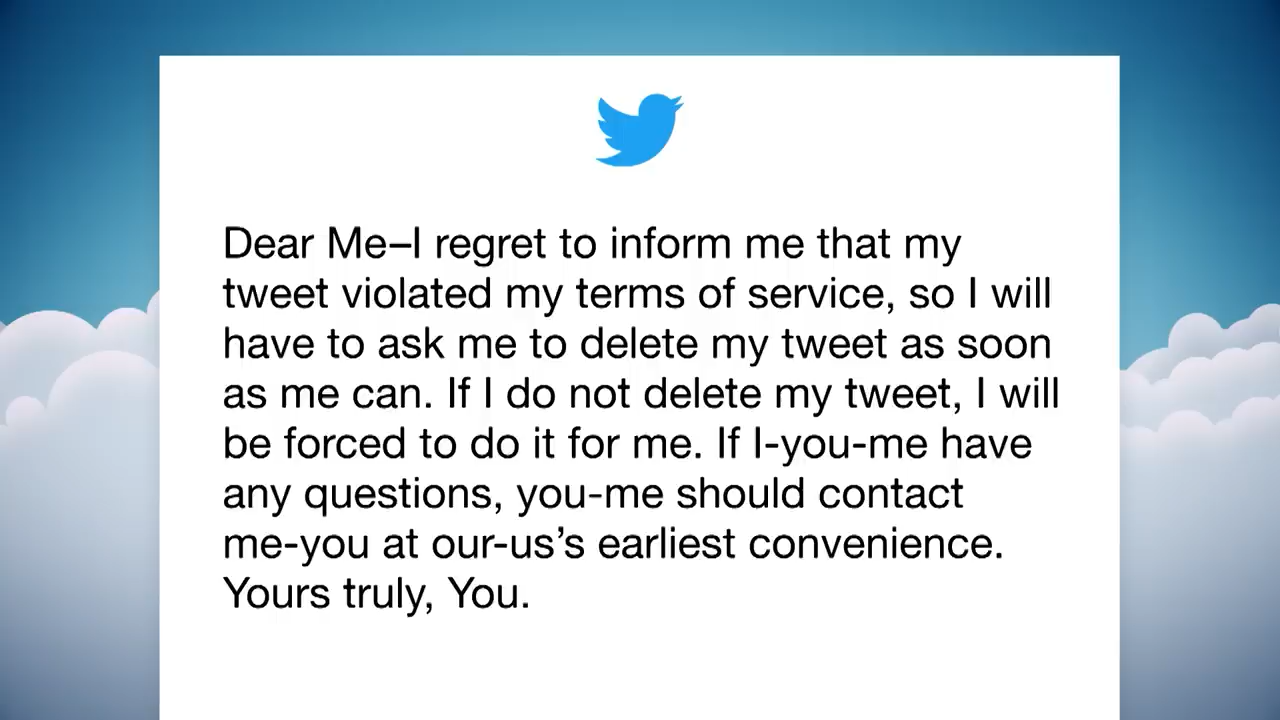 Dear Me–I regret to inform me that my
tweet violated my terms of service, so I will
have to ask me to delete my tweet as soon
as me can. If I do not delete my tweet, I will
be forced to do it for me. If I-you-me have
any questions, you-me should contact
me-you at our-us’s earliest convenience.
Yours truly, You.